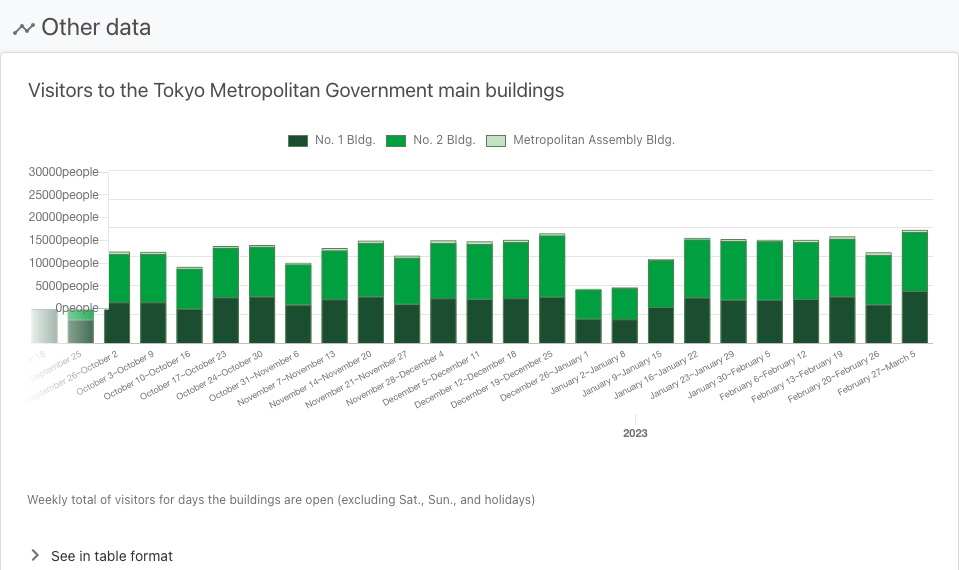 Other data
Visitors to the Tokyo Metropolitan Government main buildings
No. 1 Bldg. No. 2 Bldg. Metropolitan Assembly Bldg.
30000people
25000people
20000people
15000people
10000people
5000people
0people
18
September 25
September 26–October 2
October 3–October 9
October 10–October 16
October 17–October 23
October 24–October 30
October 31–November 6
November 7–November 13
November 14–November 20
November 21–November 27
November 28–December 4
December 5–December 11
December 12–December 18
December 19–December 25
December 26–January 1
January 2–January 8
January 9–January 15
January 16–January 22
January 23–January 29
January 30–February 5
February 6–February 12
February 13–February 19
February 20–February 26
February 27–March 5
2023
Weekly total of visitors for days the buildings are open (excluding Sat., Sun., and holidays)
See in table format